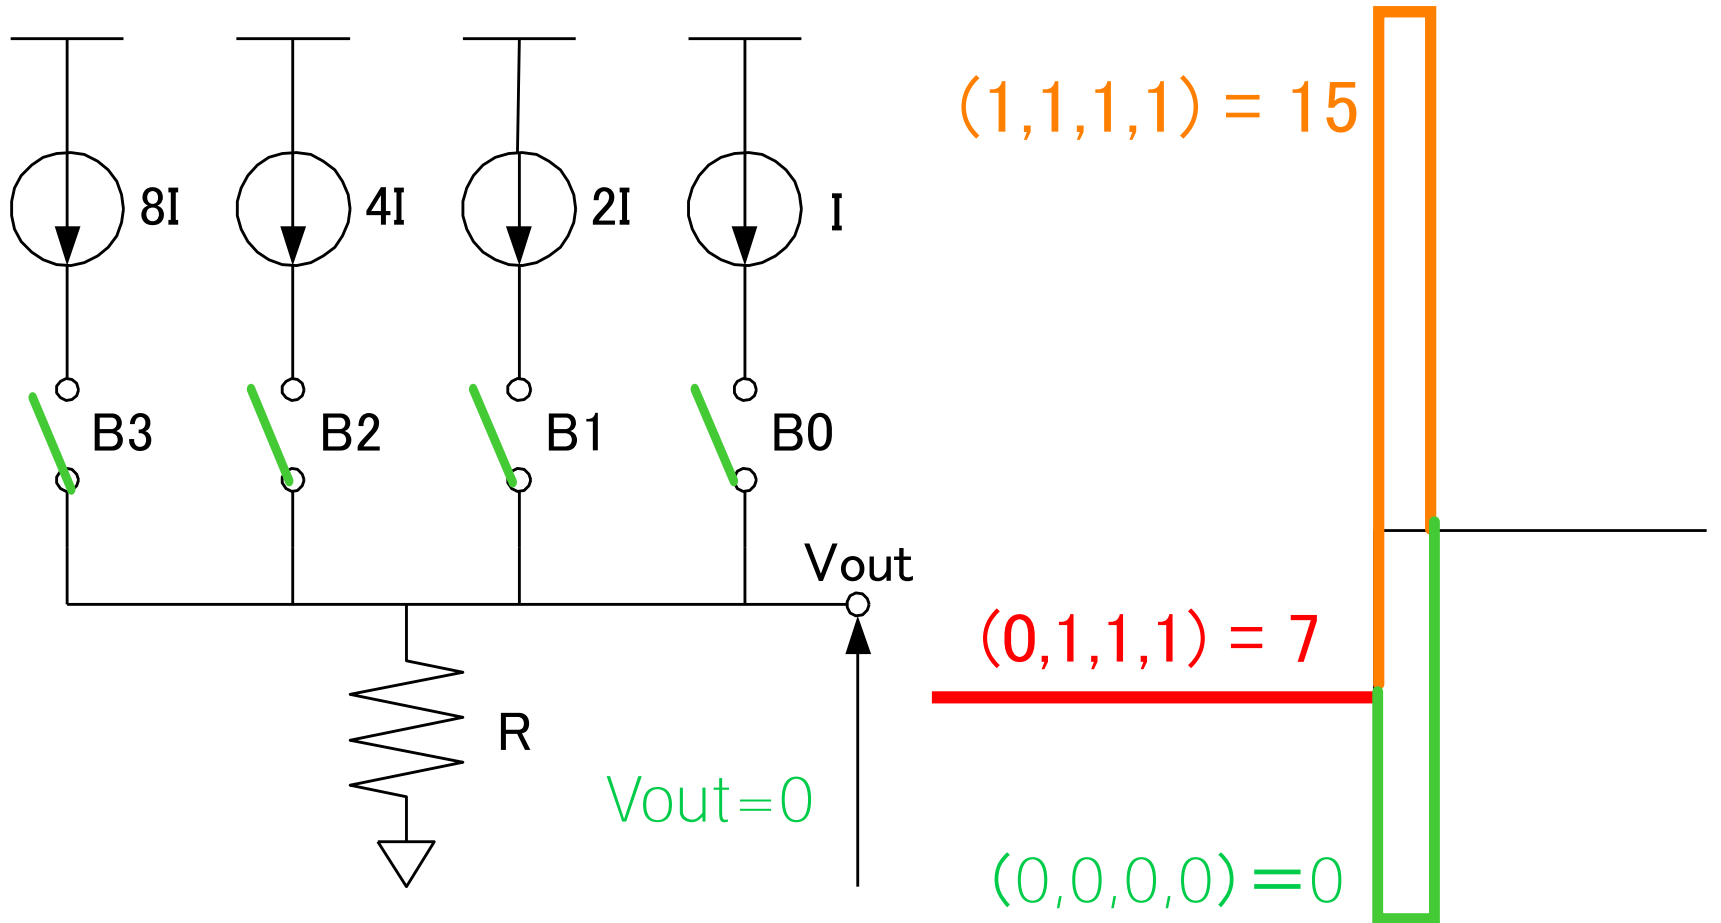 8I
4I
2I
I
B3
B2
B1
B0
Vout
R
Vout=0
(1,1,1,1) = 15
(0,1,1,1) = 7
(0,0,0,0)=0